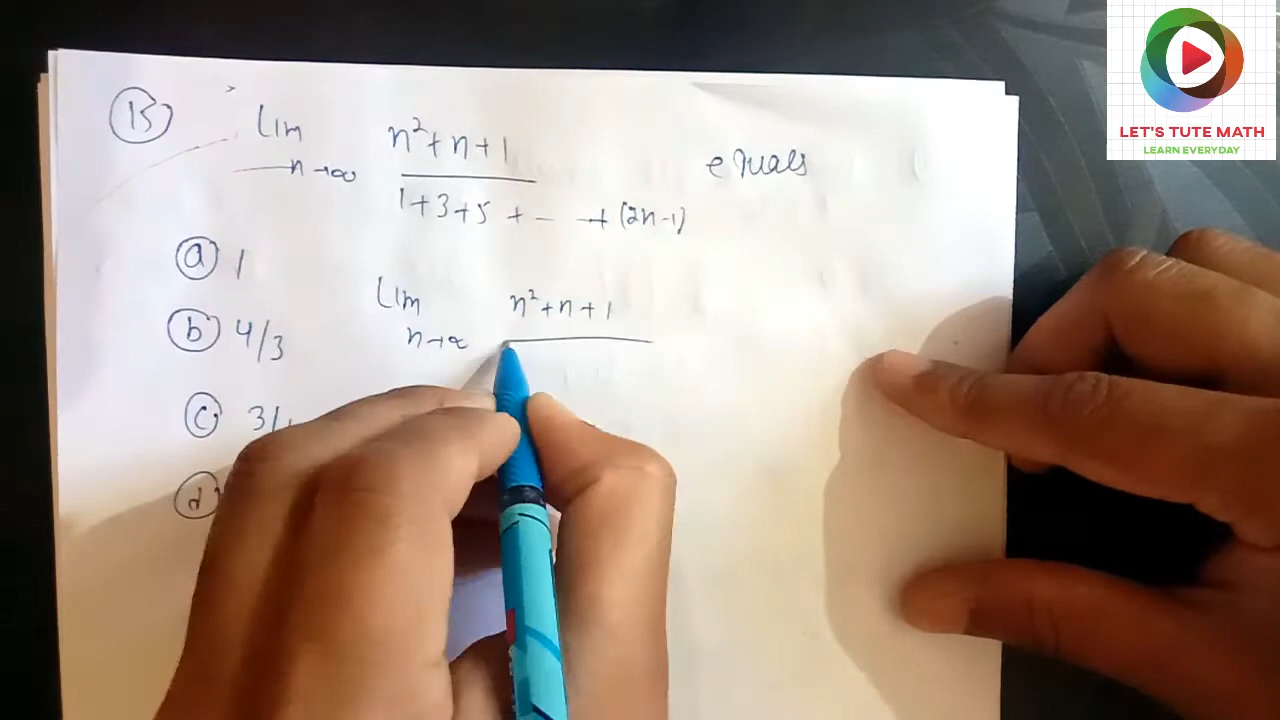 15
Lim n→∞ n²+n+1 / 1+3+5+ - - +(2n-1) equals
a 1
b 4/3
c 3/
d
Lim n→∞ n²+n+1
LET'S TUTE MATH
LEARN EVERYDAY